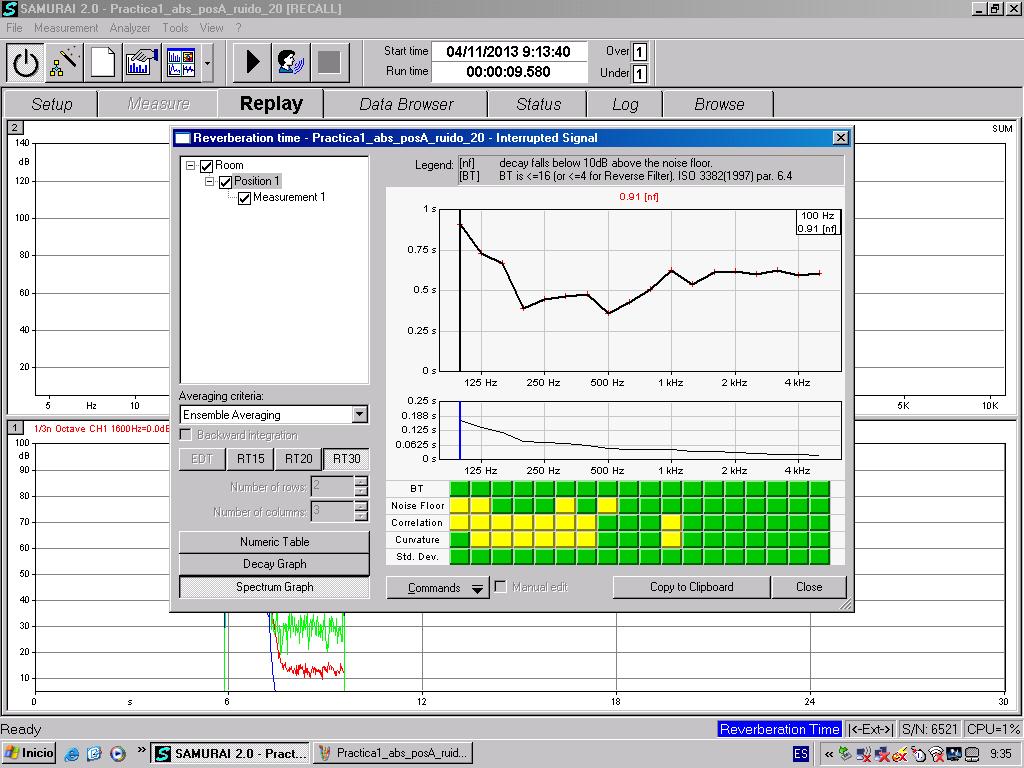 SAMURAI 2.0 - Practica1_abs_posA_ruido_20 [RECALL]
File Measurement Analyzer Tools View ?
Start time 04/11/2013 9:13:40 Over 1
Run time 00:00:09.580 Under 1
Setup Measure Replay Data Browser Status Log Browse
2 SUM
140
dB
120
100
80
60
40
20
5 Hz 10 5K 10K
Reverberation time - Practica1_abs_posA_ruido_20 - Interrupted Signal
Room
Position 1
Measurement 1
Legend: [nf] decay falls below 10dB above the noise floor.
[BT] BT is <=16 (or <=4 for Reverse Filter). ISO 3382(1997) par. 6.4
0.91 [nf]
1 s
0.75 s
0.5 s
0.25 s
0 s
100 Hz
0.91 [nf]
125 Hz 250 Hz 500 Hz 1 kHz 2 kHz 4 kHz
0.25 s
0.188 s
0.125 s
0.0625 s
0 s
125 Hz 250 Hz 500 Hz 1 kHz 2 kHz 4 kHz
BT
Noise Floor
Correlation
Curvature
Std. Dev.
Averaging criteria:
Ensemble Averaging
Backward integration
EDT RT15 RT20 RT30
Number of rows: 2
Number of columns: 3
Numeric Table
Decay Graph
Spectrum Graph
Commands Manual edit Copy to Clipboard Close
1 1/3n Octave CH1 1600Hz=0.0dB
100
dB
90
80
70
60
50
40
30
20
10
0 s 6 12 18 24 30
Ready Reverberation Time |<-Ext->| S/N: 6521 CPU=1%
Inicio » SAMURAI 2.0 - Pract... Practica1_abs_posA_ruid... ES « 9:35